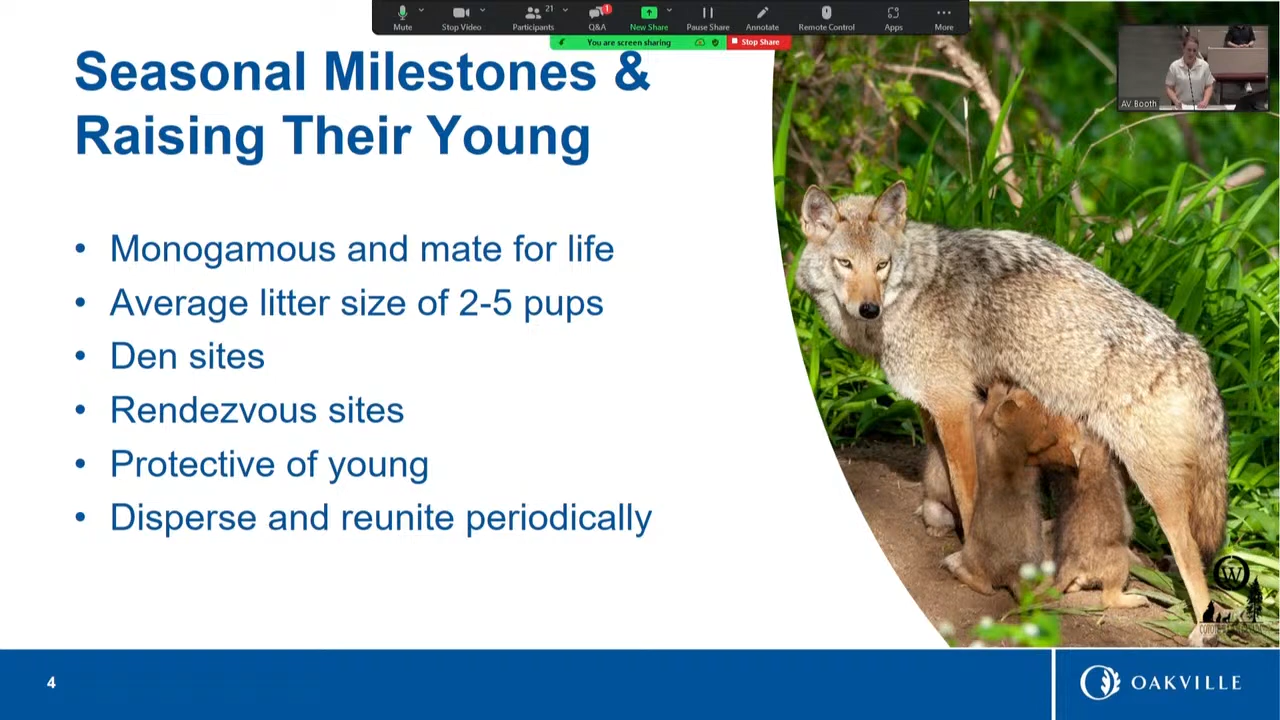 Mute
Stop Video
Participants
21
Q&A
1
New Share
Pause Share
Annotate
Remote Control
Apps
More
You are screen sharing
Stop Share
AV Booth
Seasonal Milestones &
Raising Their Young
• Monogamous and mate for life
• Average litter size of 2-5 pups
• Den sites
• Rendezvous sites
• Protective of young
• Disperse and reunite periodically
W
4
OAKVILLE